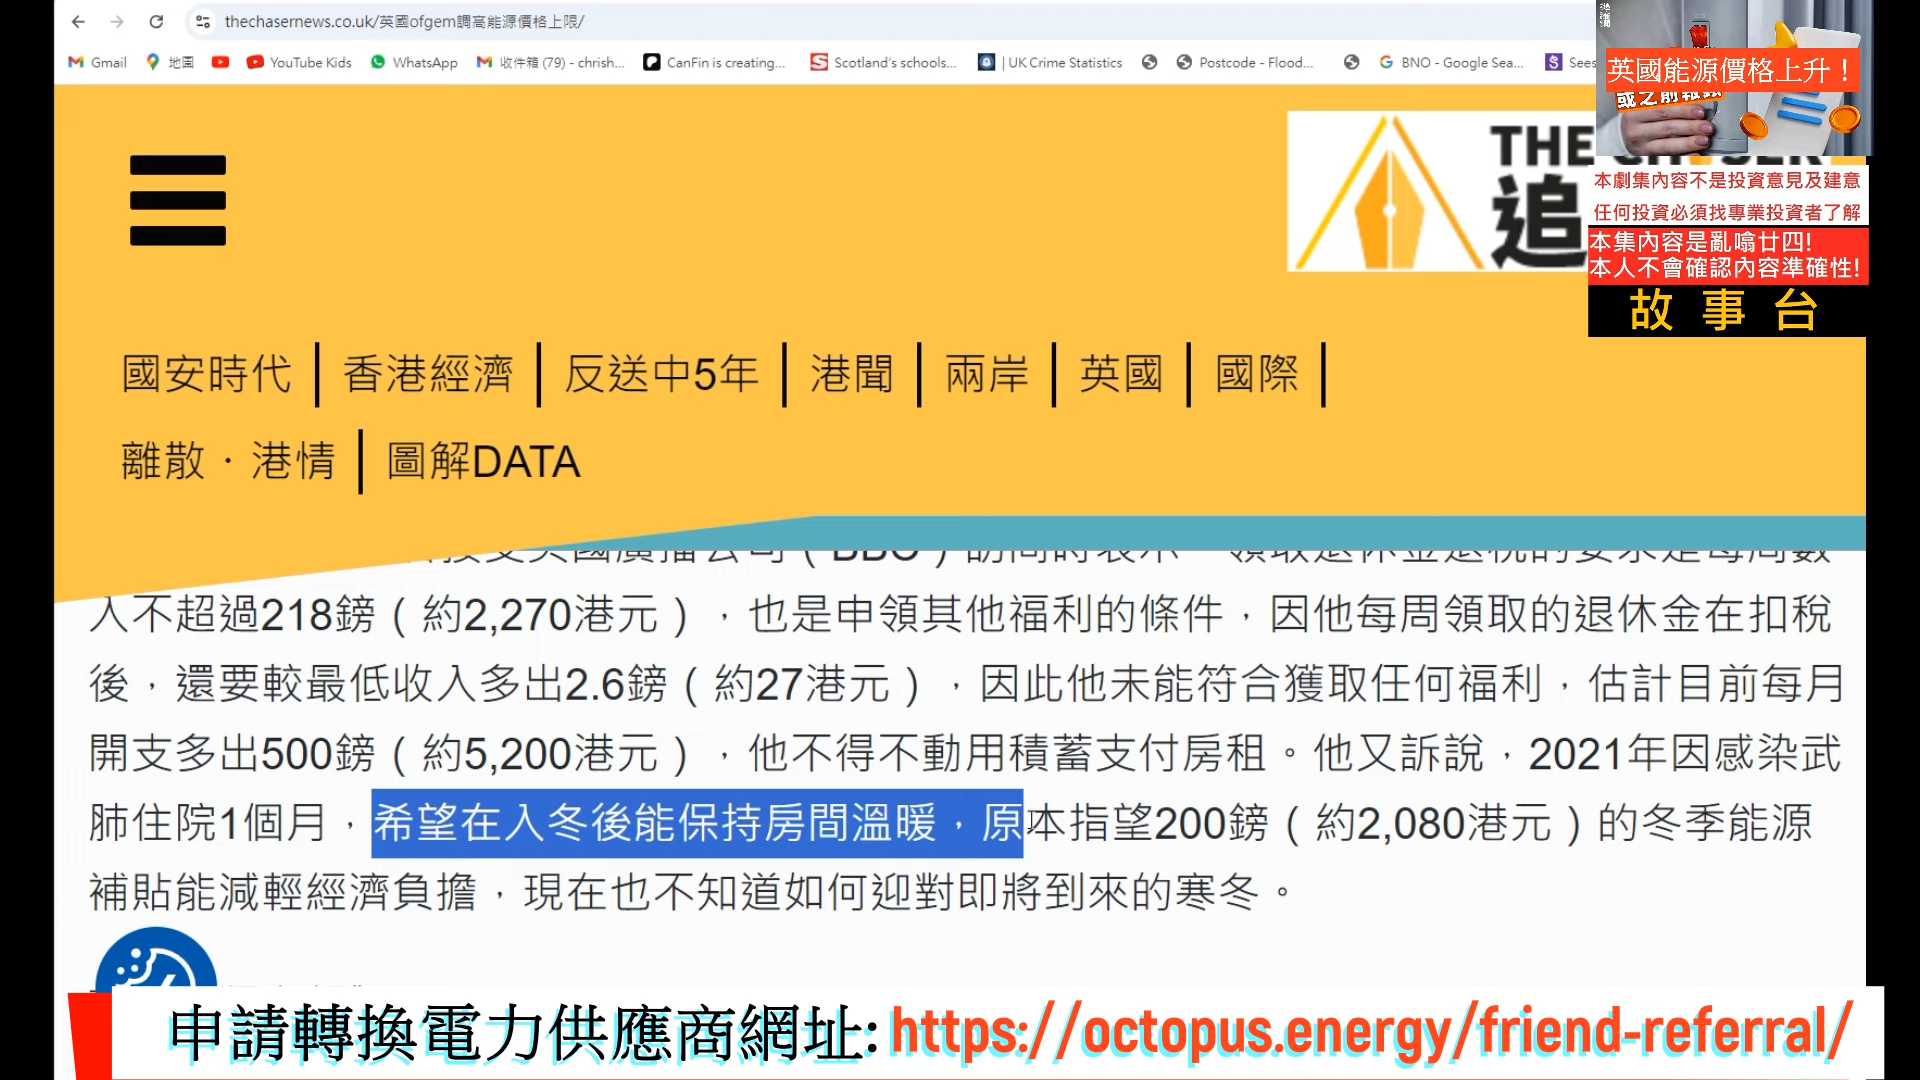 thechasernews.co.uk/英國ofgem調高能源價格上限/
Gmail
地圖
YouTube Kids
WhatsApp
收件箱 (79) - chrish...
CanFin is creating...
Scotland's schools...
| UK Crime Statistics
Postcode - Flood...
BNO - Google Sea...
Sees
英國能源價格上升！
本劇集內容不是投資意見及建意
任何投資必須找專業投資者了解
本集內容是亂噏廿四!
本人不會確認內容準確性!
故事台
THE
追
國安時代 | 香港經濟 | 反送中5年 | 港聞 | 兩岸 | 英國 | 國際 |
離散．港情 | 圖解DATA
入不超過218鎊（約2,270港元），也是申領其他福利的條件，因他每周領取的退休金在扣稅
後，還要較最低收入多出2.6鎊（約27港元），因此他未能符合獲取任何福利，估計目前每月
開支多出500鎊（約5,200港元），他不得不動用積蓄支付房租。他又訴說，2021年因感染武
肺住院1個月，希望在入冬後能保持房間溫暖，原本指望200鎊（約2,080港元）的冬季能源
補貼能減輕經濟負擔，現在也不知道如何迎對即將到來的寒冬。
申請轉換電力供應商網址: https://octopus.energy/friend-referral/